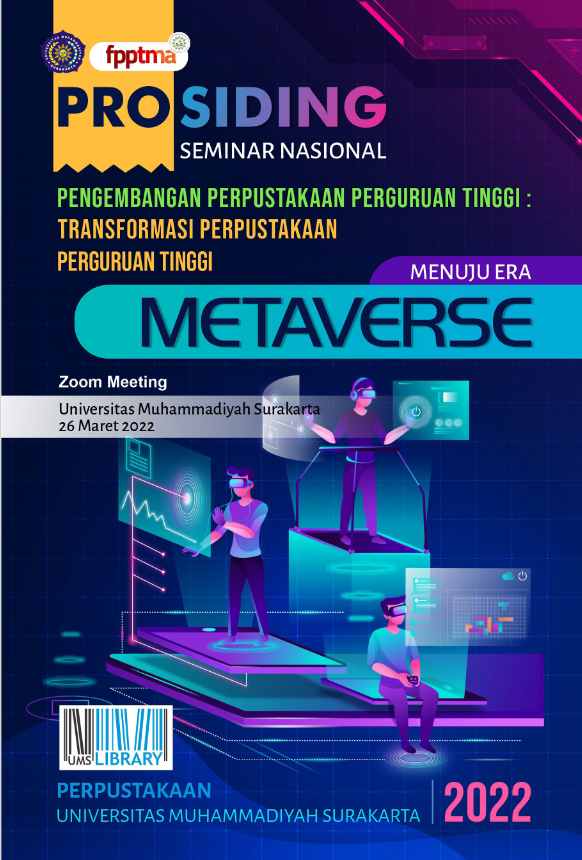 fpptma
PROSIDING
SEMINAR NASIONAL
PENGEMBANGAN PERPUSTAKAAN PERGURUAN TINGGI :
TRANSFORMASI PERPUSTAKAAN
PERGURUAN TINGGI
MENUJU ERA
METAVERSE
Zoom Meeting
Universitas Muhammadiyah Surakarta
26 Maret 2022
UMS LIBRARY
PERPUSTAKAAN
UNIVERSITAS MUHAMMADIYAH SURAKARTA
2022